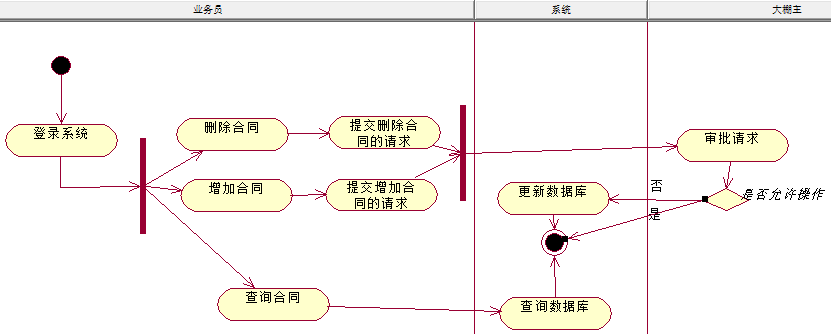 业务员
系统
大棚主
登录系统
删除合同
提交删除合
同的请求
审批请求
增加合同
提交增加合
同的请求
更新数据库
否
是否允许操作
是
查询合同
查询数据库